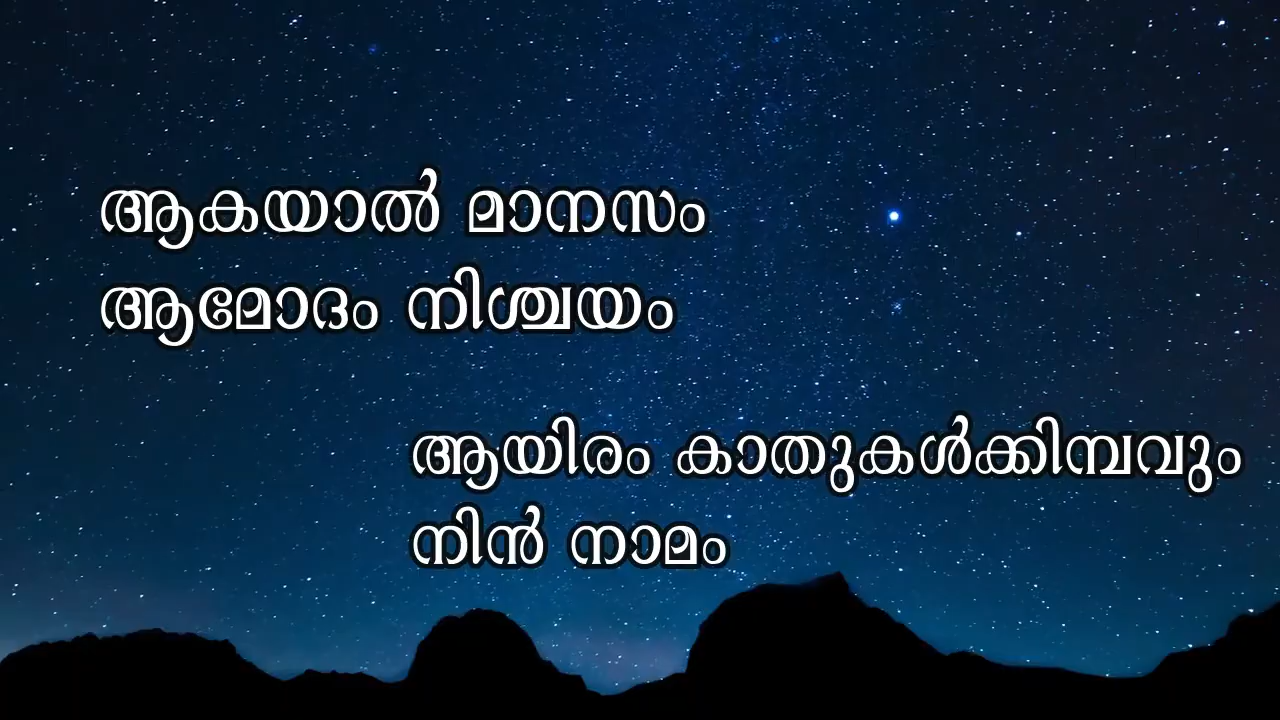 ആകയാൽ മാനസം
ആമോദം നിശ്ചയം
ആയിരം കാതുകൾക്കിമ്പവും
നിൻ നാമം